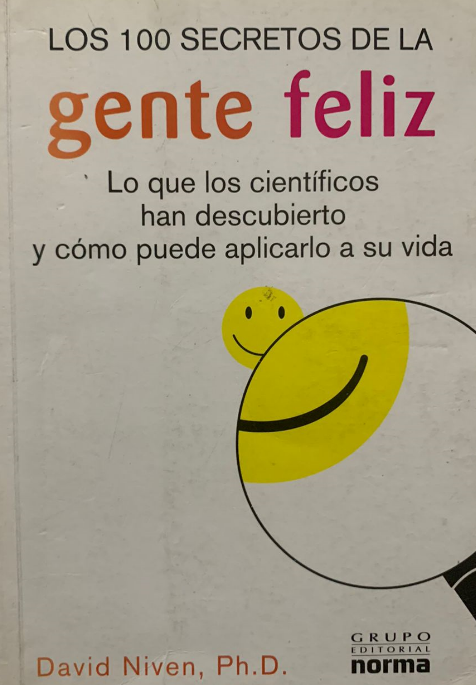 LOS 100 SECRETOS DE LA
gente feliz
Lo que los científicos
han descubierto
y cómo puede aplicarlo a su vida
GRUPO
EDITORIAL
norma
David Niven, Ph.D.